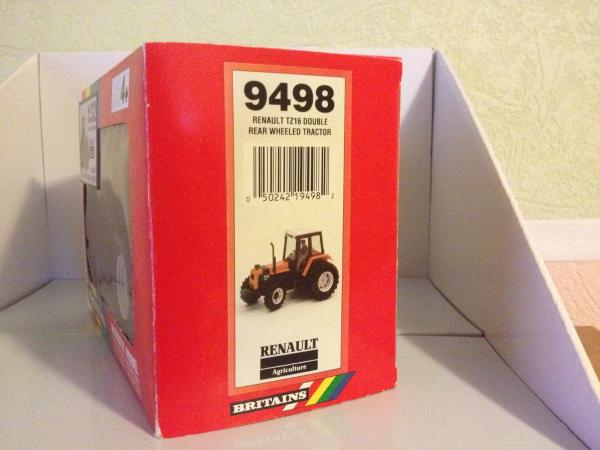 9498
RENAULT TZ16 DOUBLE
REAR WHEELED TRACTOR
0 50242 19498 2
RENAULT
Agriculture
BRITAINS